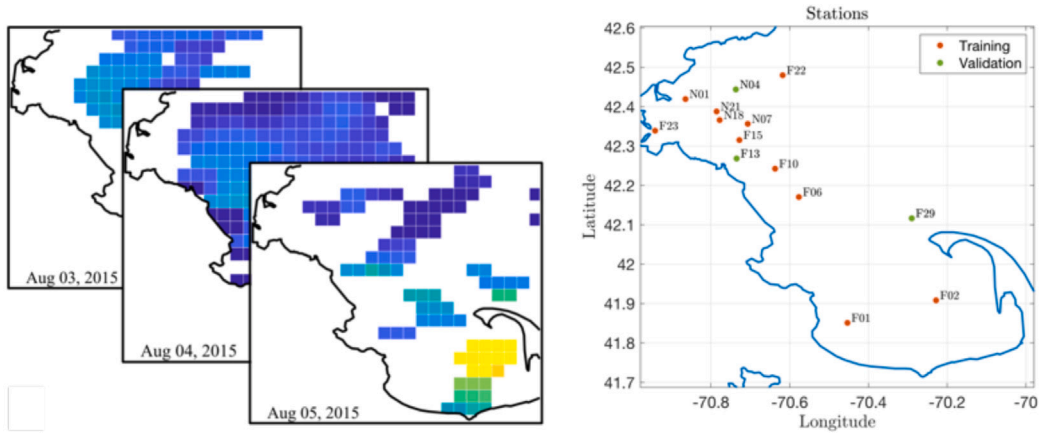 Aug 03, 2015
Aug 04, 2015
Aug 05, 2015
Stations
Training
Validation
42.6
42.5
42.4
42.3
42.2
42.1
42
41.9
41.8
41.7
Latitude
F22
N04
N01
N21
N18
N07
F23
F15
F13
F10
F06
F29
F02
F01
-70.8
-70.6
-70.4
-70.2
-70
Longitude